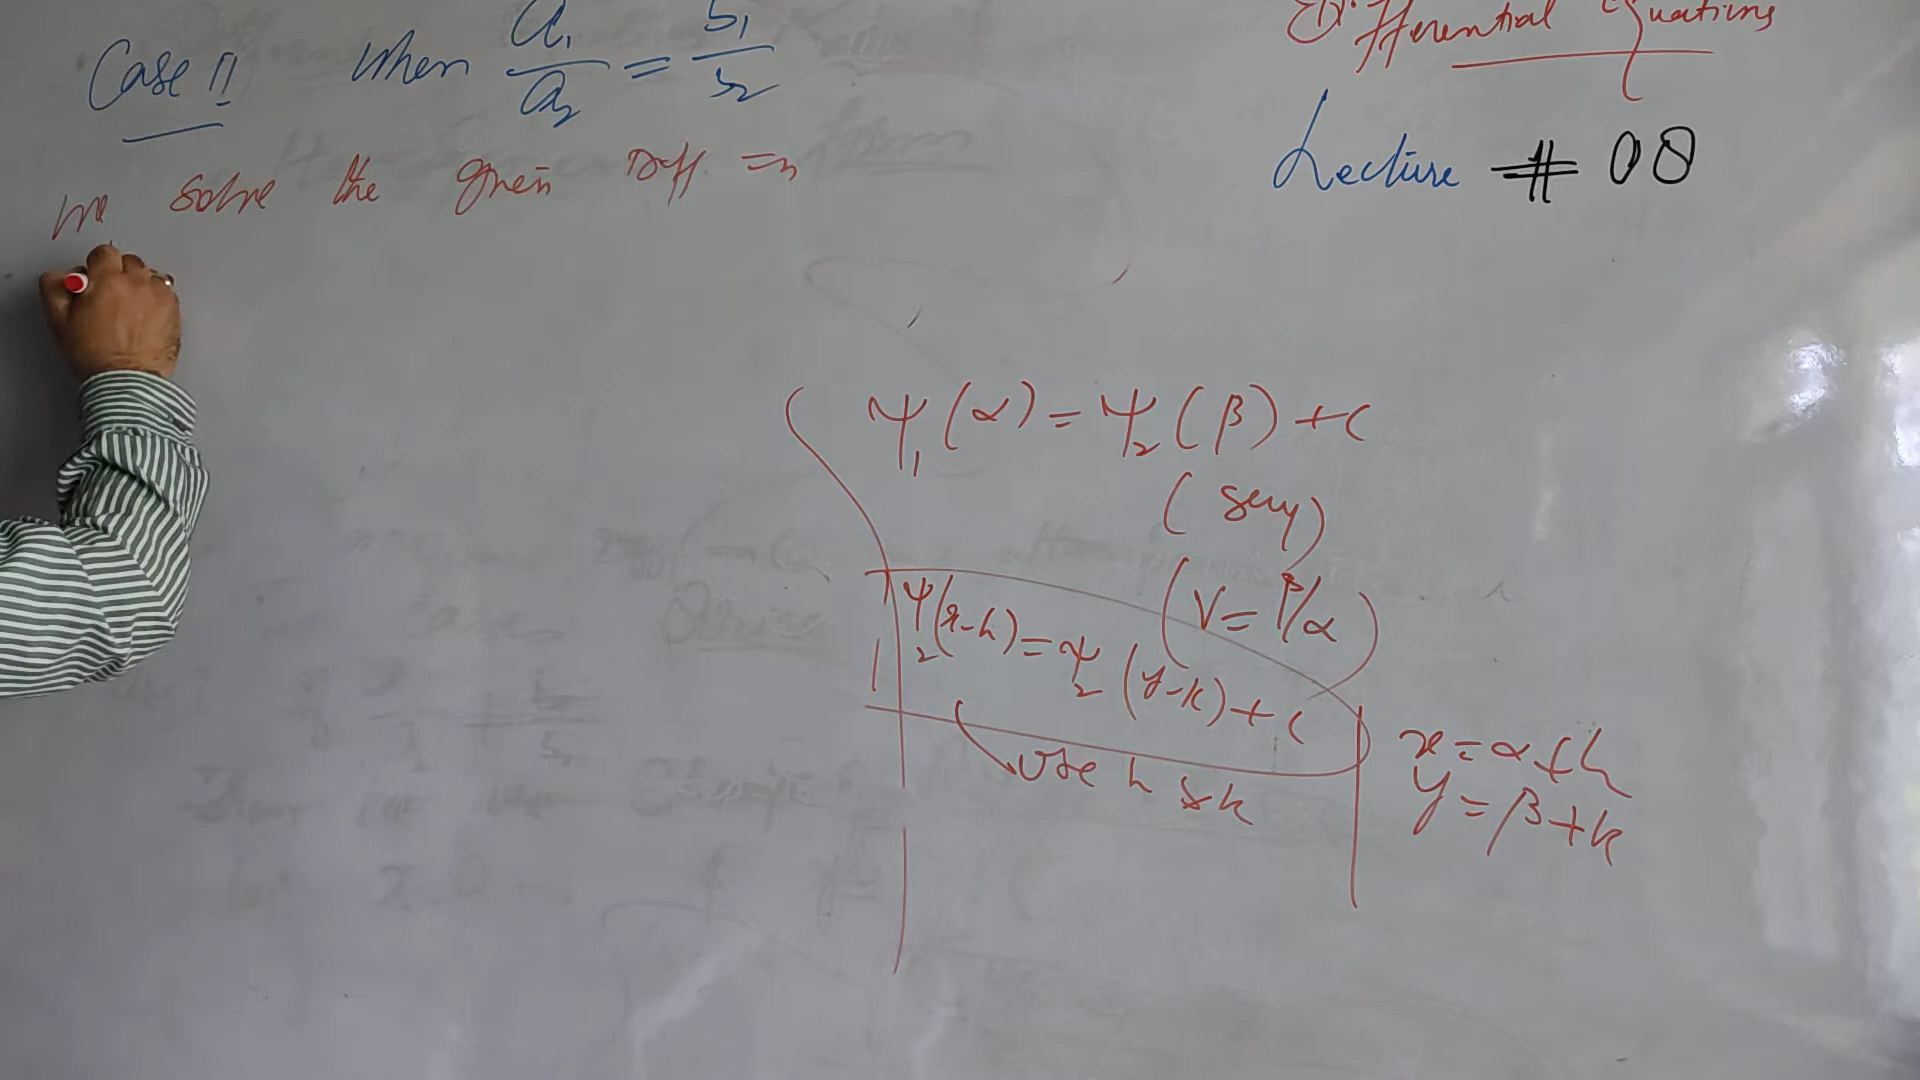 Differential Equations
Case II when a₁/a₂ = b₁/b₂
Lecture # 08
we solve the given Diff =n
ψ₁(α) = ψ₂(β) + c
(say)
(V = β/α)
ψ₂(x-h) = ψ₂(y-k) + c
use h & k
x = α + h
y = β + k